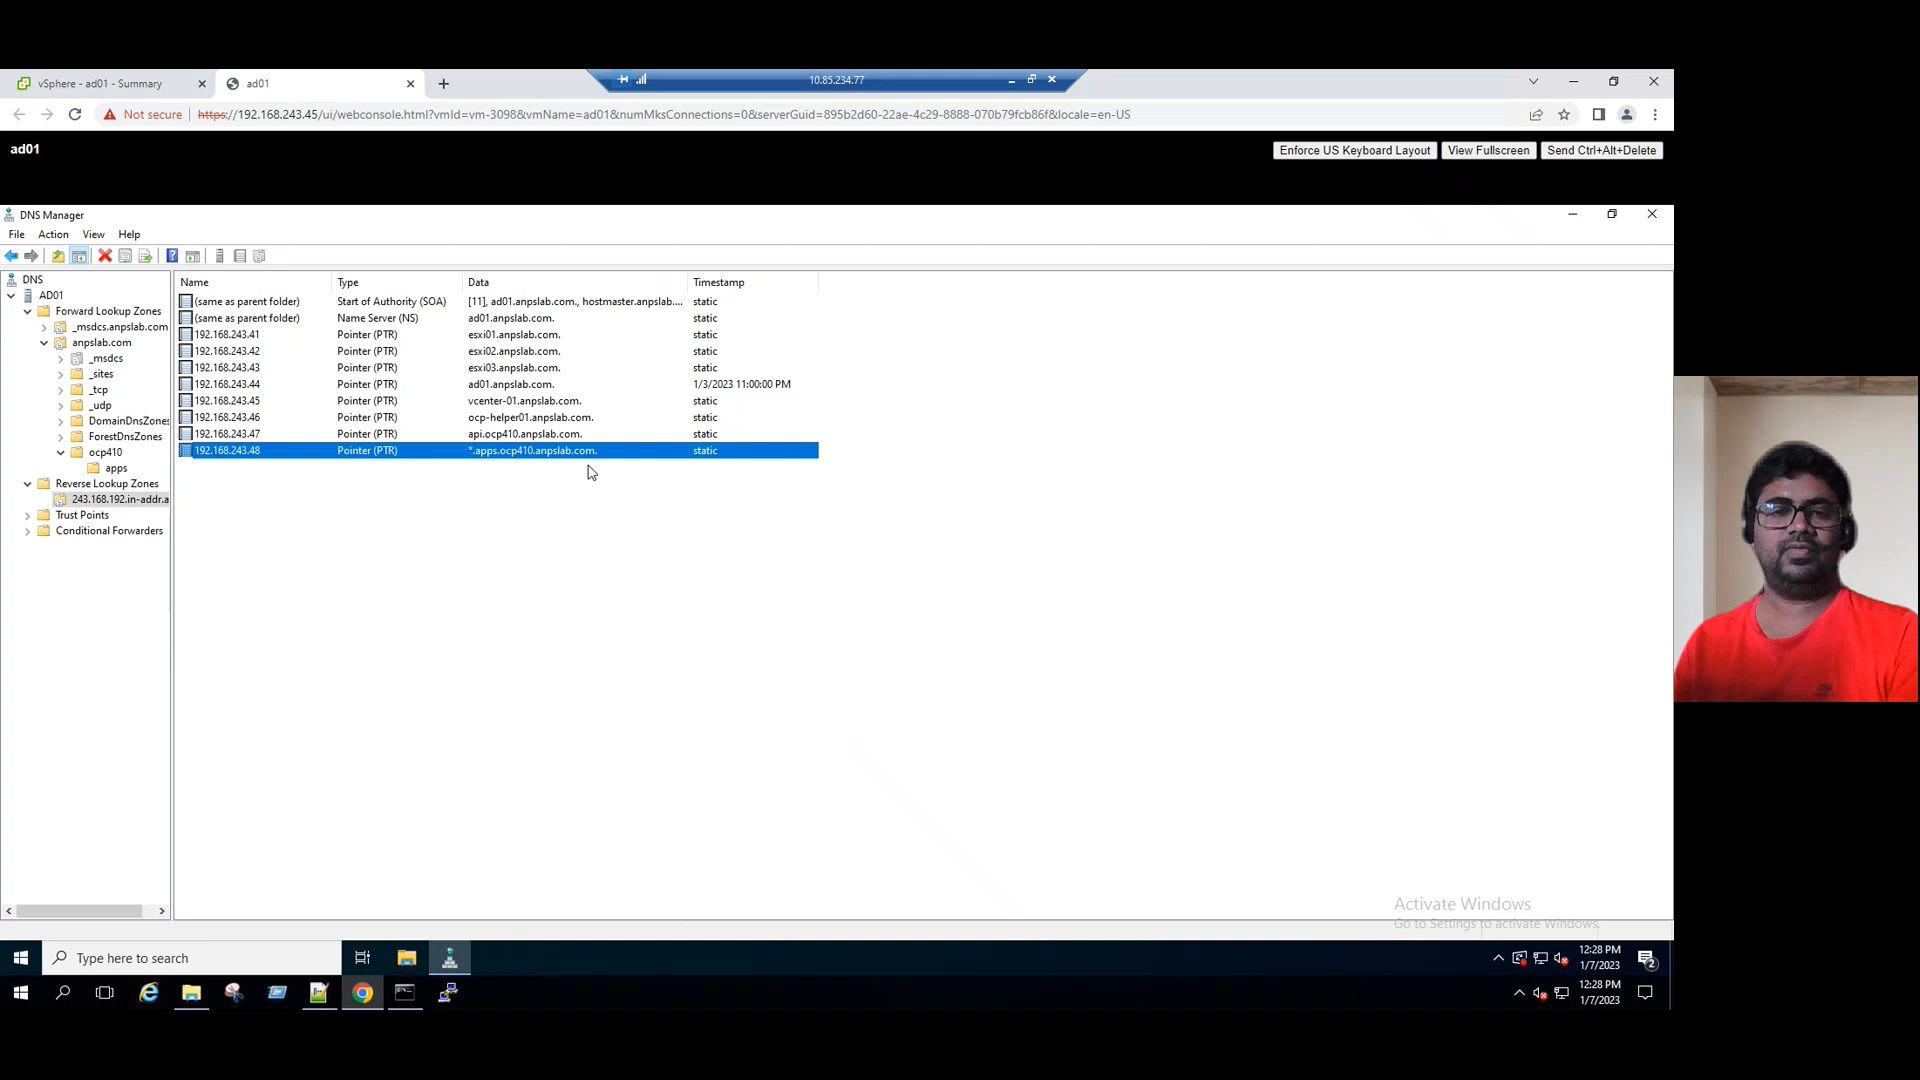 vSphere - ad01 - Summary
ad01
10.85.234.77
Not secure
https://192.168.243.45/ui/webconsole.html?vmId=vm-3098&vmName=ad01&numMksConnections=0&serverGuid=895b2d60-22ae-4c29-8888-070b79fcb86f&locale=en-US
ad01
Enforce US Keyboard Layout View Fullscreen Send Ctrl+Alt+Delete
DNS Manager
File Action View Help
DNS
AD01
Forward Lookup Zones
_msdcs.anpslab.com
anpslab.com
_msdcs
_sites
_tcp
_udp
DomainDnsZones
ForestDnsZones
ocp410
apps
Reverse Lookup Zones
243.168.192.in-addr.a
Trust Points
Conditional Forwarders
Name Type Data Timestamp
(same as parent folder) Start of Authority (SOA) [11], ad01.anpslab.com., hostmaster.anpslab.... static
(same as parent folder) Name Server (NS) ad01.anpslab.com. static
192.168.243.41 Pointer (PTR) esxi01.anpslab.com. static
192.168.243.42 Pointer (PTR) esxi02.anpslab.com. static
192.168.243.43 Pointer (PTR) esxi03.anpslab.com. static
192.168.243.44 Pointer (PTR) ad01.anpslab.com. 1/3/2023 11:00:00 PM
192.168.243.45 Pointer (PTR) vcenter-01.anpslab.com. static
192.168.243.46 Pointer (PTR) ocp-helper01.anpslab.com. static
192.168.243.47 Pointer (PTR) api.ocp410.anpslab.com. static
192.168.243.48 Pointer (PTR) *.apps.ocp410.anpslab.com. static
Activate Windows
Go to Settings to activate Windows.
Type here to search
12:28 PM
1/7/2023
2
12:28 PM
1/7/2023